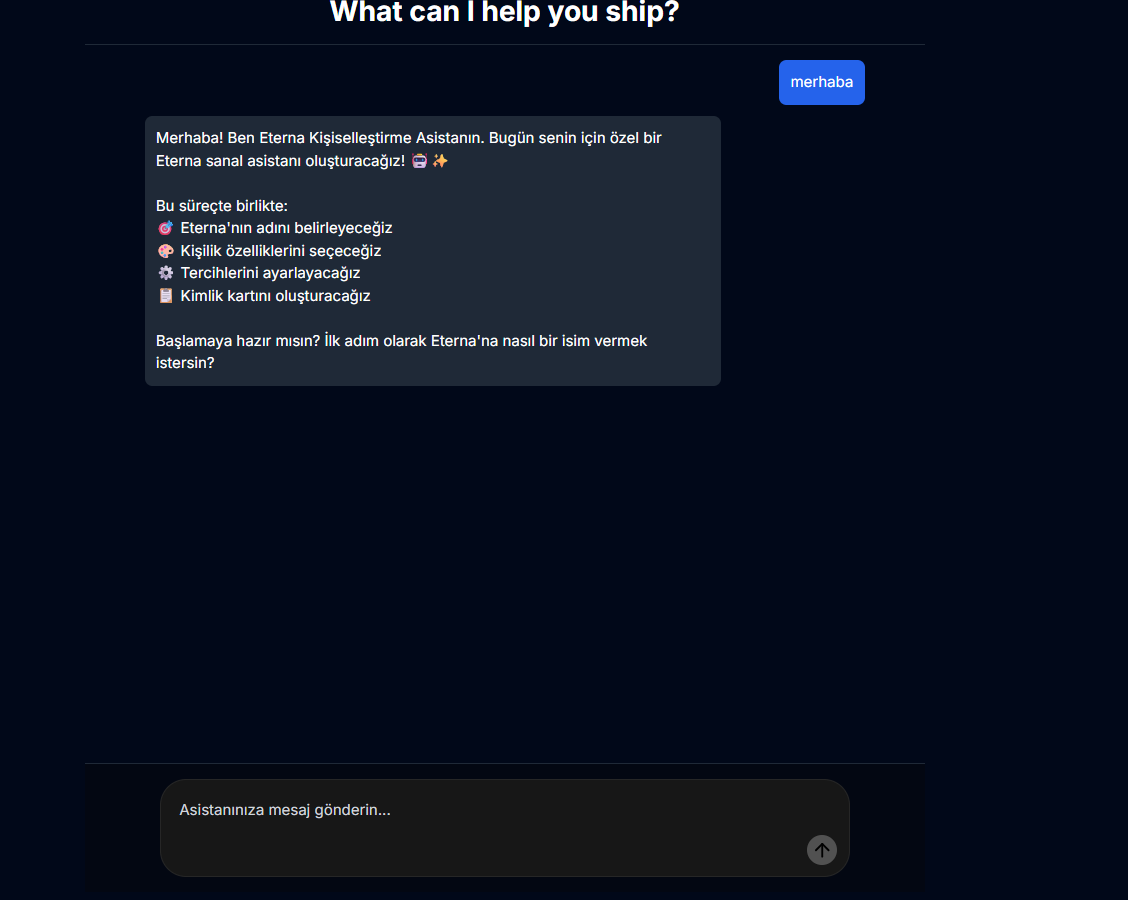 What can I help you ship?
merhaba
Merhaba! Ben Eterna Kişiselleştirme Asistanın. Bugün senin için özel bir
Eterna sanal asistanı oluşturacağız! 🤖✨
Bu süreçte birlikte:
🎯 Eterna'nın adını belirleyeceğiz
🎨 Kişilik özelliklerini seçeceğiz
⚙️ Tercihlerini ayarlayacağız
📋 Kimlik kartını oluşturacağız
Başlamaya hazır mısın? İlk adım olarak Eterna'na nasıl bir isim vermek
istersin?
Asistanınıza mesaj gönderin...